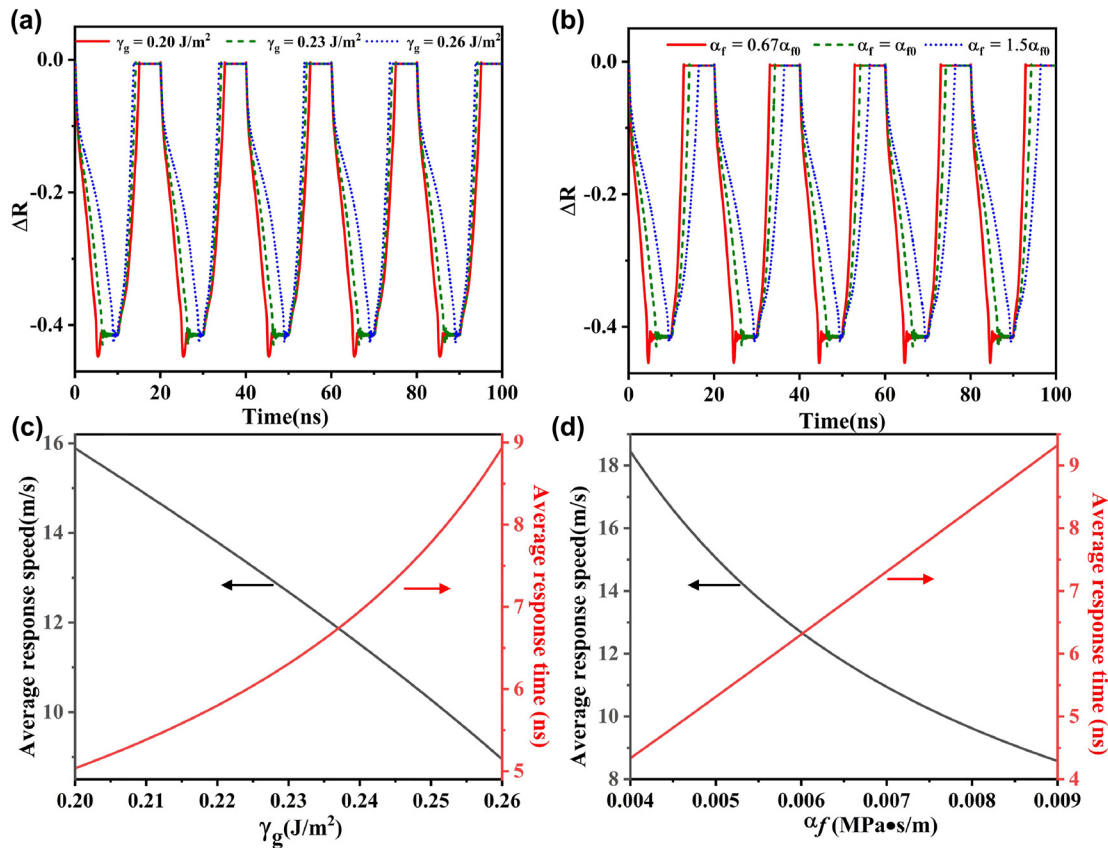 (a)
γg = 0.20 J/m² γg = 0.23 J/m² γg = 0.26 J/m²
0.0
-0.2
-0.4
ΔR
0 20 40 60 80 100
Time(ns)
(b)
αf = 0.67αf0 αf = αf0 αf = 1.5αf0
0.0
-0.2
-0.4
ΔR
0 20 40 60 80 100
Time(ns)
(c)
16
14
12
10
Average response speed(m/s)
9
8
7
6
5
Average response time (ns)
0.20 0.21 0.22 0.23 0.24 0.25 0.26
γg(J/m²)
(d)
18
16
14
12
10
8
Average response speed(m/s)
9
8
7
6
5
4
Average response time (ns)
0.004 0.005 0.006 0.007 0.008 0.009
αf (MPa•s/m)